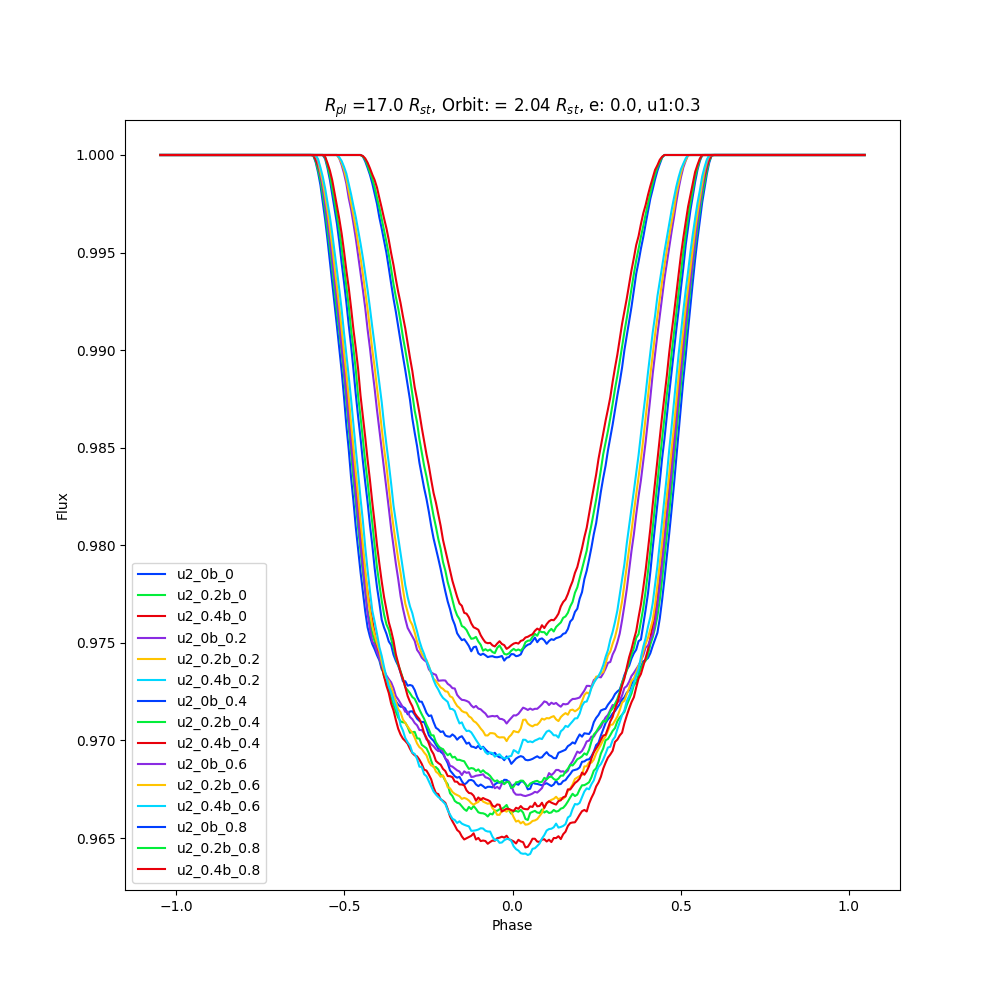 R_pl =17.0 R_st, Orbit: = 2.04 R_st, e: 0.0, u1:0.3
1.000
0.995
0.990
0.985
0.980
0.975
0.970
0.965
Flux
u2_0b_0
u2_0.2b_0
u2_0.4b_0
u2_0b_0.2
u2_0.2b_0.2
u2_0.4b_0.2
u2_0b_0.4
u2_0.2b_0.4
u2_0.4b_0.4
u2_0b_0.6
u2_0.2b_0.6
u2_0.4b_0.6
u2_0b_0.8
u2_0.2b_0.8
u2_0.4b_0.8
−1.0 −0.5 0.0 0.5 1.0
Phase